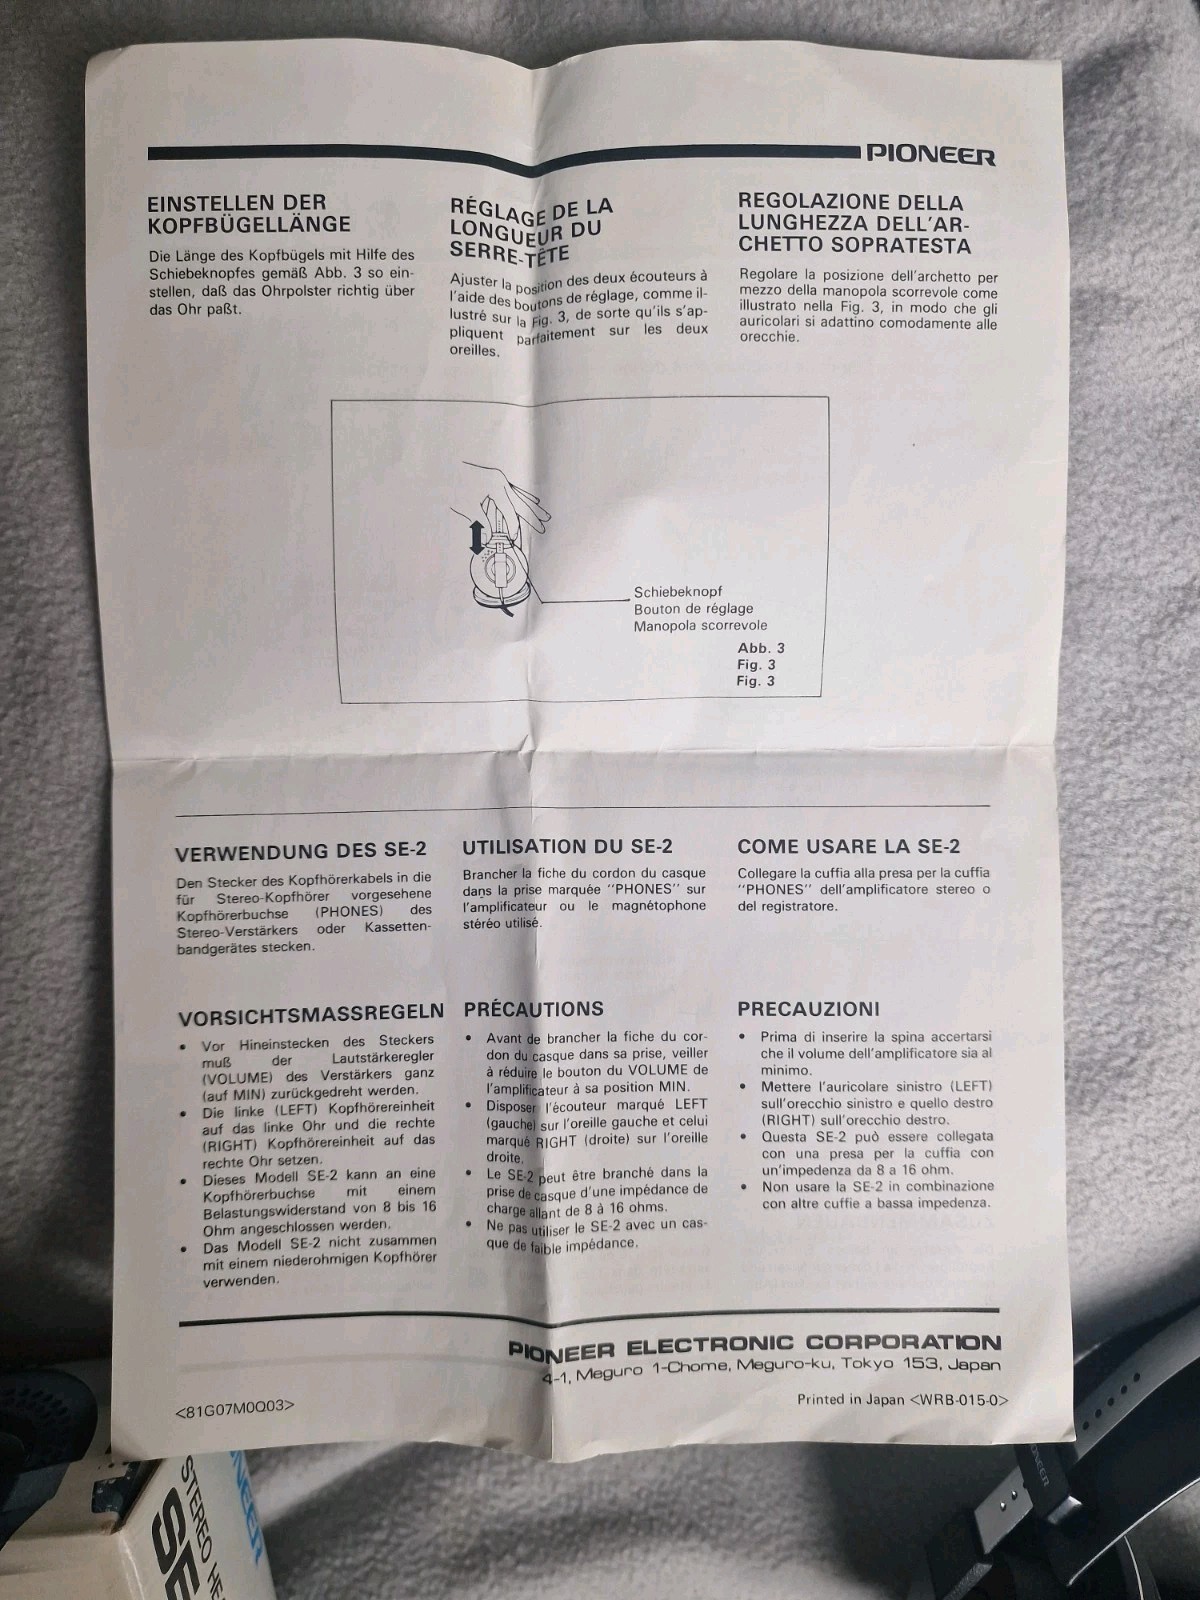 PIONEER
EINSTELLEN DER
KOPFBÜGELLÄNGE
Die Länge des Kopfbügels mit Hilfe des
Schiebeknopfes gemäß Abb. 3 so ein-
stellen, daß das Ohrpolster richtig über
das Ohr paßt.
RÉGLAGE DE LA
LONGUEUR DU
SERRE-TÊTE
Ajuster la position des deux écouteurs à
l'aide des boutons de réglage, comme il-
lustré sur la Fig. 3, de sorte qu'ils s'ap-
pliquent parfaitement sur les deux
oreilles.
REGOLAZIONE DELLA
LUNGHEZZA DELL'AR-
CHETTO SOPRATESTA
Regolare la posizione dell'archetto per
mezzo della manopola scorrevole come
illustrato nella Fig. 3, in modo che gli
auricolari si adattino comodamente alle
orecchie.
Schiebeknopf
Bouton de réglage
Manopola scorrevole
Abb. 3
Fig. 3
Fig. 3
VERWENDUNG DES SE-2
Den Stecker des Kopfhörerkabels in die
für Stereo-Kopfhörer vorgesehene
Kopfhörerbuchse (PHONES) des
Stereo-Verstärkers oder Kassetten-
bandgerätes stecken.
UTILISATION DU SE-2
Brancher la fiche du cordon du casque
dans la prise marquée "PHONES" sur
l'amplificateur ou le magnétophone
stéréo utilisé.
COME USARE LA SE-2
Collegare la cuffia alla presa per la cuffia
"PHONES" dell'amplificatore stereo o
del registratore.
VORSICHTSMASSREGELN
• Vor Hineinstecken des Steckers
muß der Lautstärkeregler
(VOLUME) des Verstärkers ganz
(auf MIN) zurückgedreht werden.
• Die linke (LEFT) Kopfhörereinheit
auf das linke Ohr und die rechte
(RIGHT) Kopfhörereinheit auf das
rechte Ohr setzen.
• Dieses Modell SE-2 kann an eine
Kopfhörerbuchse mit einem
Belastungswiderstand von 8 bis 16
Ohm angeschlossen werden.
• Das Modell SE-2 nicht zusammen
mit einem niederohmigen Kopfhörer
verwenden.
PRÉCAUTIONS
• Avant de brancher la fiche du cor-
don du casque dans sa prise, veiller
à réduire le bouton du VOLUME de
l'amplificateur à sa position MIN.
• Disposer l'écouteur marqué LEFT
(gauche) sur l'oreille gauche et celui
marqué RIGHT (droite) sur l'oreille
droite.
• Le SE-2 peut être branché dans la
prise de casque d'une impédance de
charge allant de 8 à 16 ohms.
• Ne pas utiliser le SE-2 avec un cas-
que de faible impédance.
PRECAUZIONI
• Prima di inserire la spina accertarsi
che il volume dell'amplificatore sia al
minimo.
• Mettere l'auricolare sinistro (LEFT)
sull'orecchio sinistro e quello destro
(RIGHT) sull'orecchio destro.
• Questa SE-2 può essere collegata
con una presa per la cuffia con
un'impedenza da 8 a 16 ohm.
• Non usare la SE-2 in combinazione
con altre cuffie a bassa impedenza.
PIONEER ELECTRONIC CORPORATION
4-1, Meguro 1-Chome, Meguro-ku, Tokyo 153, Japan
<81G07M0Q03>
Printed in Japan <WRB-015-0>
STEREO
SE
PIONEER